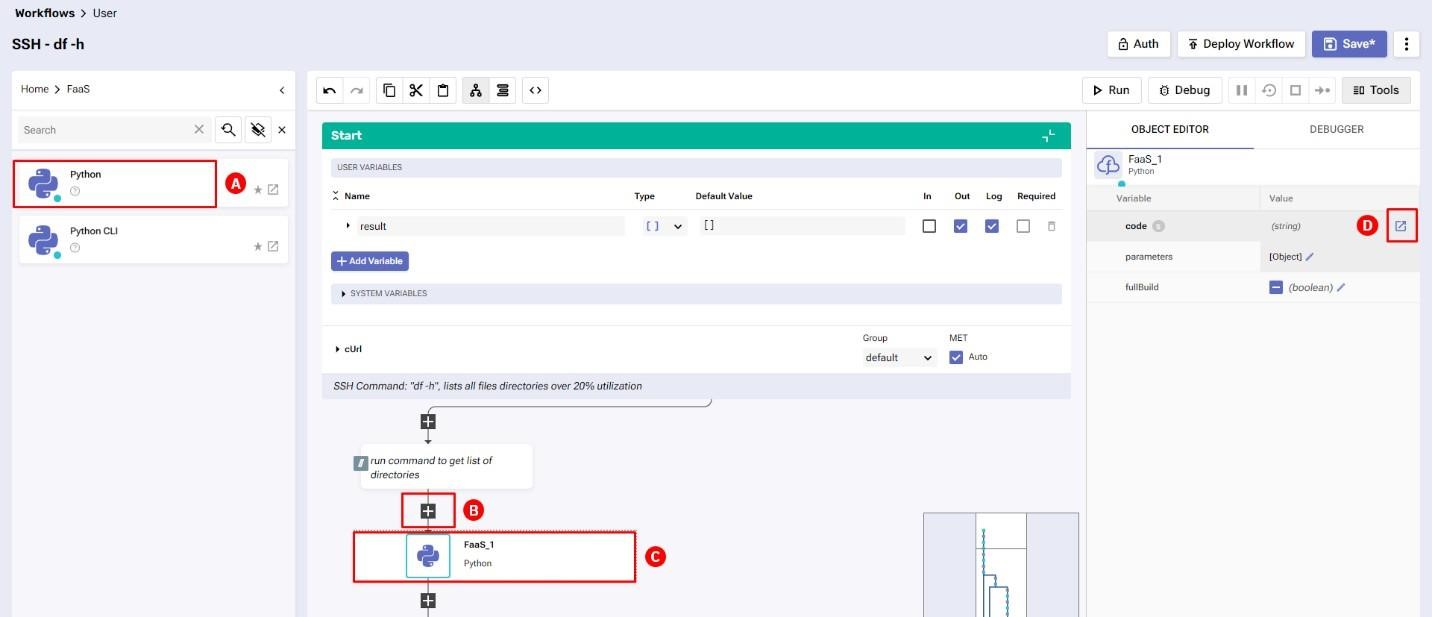 Workflows > User
SSH - df -h
Auth
Deploy Workflow
Save*
Home > FaaS
Run
Debug
Tools
Search
Python
A
Python CLI
Start
USER VARIABLES
Name Type Default Value In Out Log Required
result [ ] []
+ Add Variable
SYSTEM VARIABLES
cUrl
Group
default
MET
Auto
SSH Command: "df -h", lists all files directories over 20% utilization
run command to get list of
directories
B
FaaS_1
Python
C
OBJECT EDITOR
DEBUGGER
FaaS_1
Python
Variable Value
code s (string) D
parameters [Object]
fullBuild (boolean)